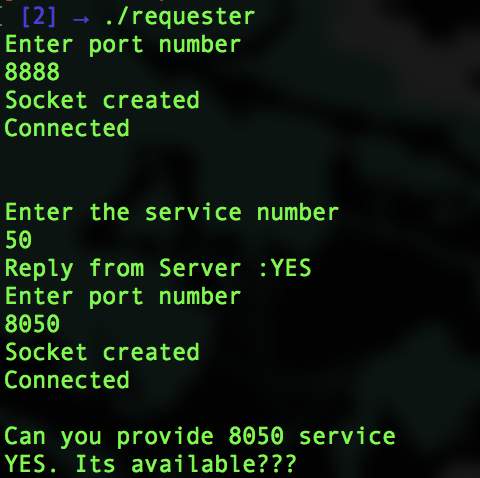 [2] → ./requester
Enter port number
8888
Socket created
Connected
Enter the service number
50
Reply from Server :YES
Enter port number
8050
Socket created
Connected
Can you provide 8050 service
YES. Its available???